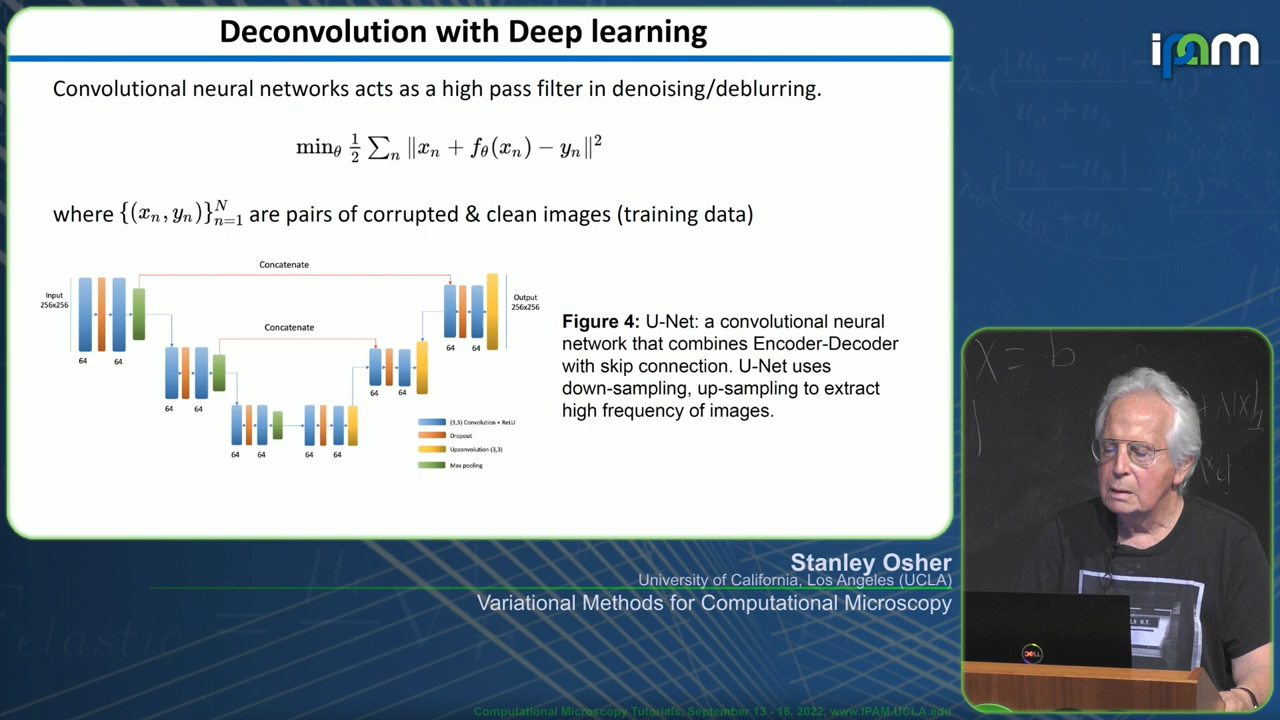 Deconvolution with Deep learning
ipam
Convolutional neural networks acts as a high pass filter in denoising/deblurring.
min_θ 1/2 ∑_n ‖x_n + f_θ(x_n) − y_n‖²
where {(x_n, y_n)}_{n=1}^N are pairs of corrupted & clean images (training data)
Concatenate
Input
256x256
Output
256x256
Concatenate
64 64
64 64
64 64
64 64
64 64
64 64
(3,3) Convolution + ReLU
Dropout
Upconvolution (3,3)
Max pooling
Figure 4: U-Net: a convolutional neural
network that combines Encoder-Decoder
with skip connection. U-Net uses
down-sampling, up-sampling to extract
high frequency of images.
X = b
DELL
Stanley Osher
University of California, Los Angeles (UCLA)
Variational Methods for Computational Microscopy
elastic
Computational Microscopy Tutorials, September 13 - 16, 2022, www.IPAM.UCLA.edu